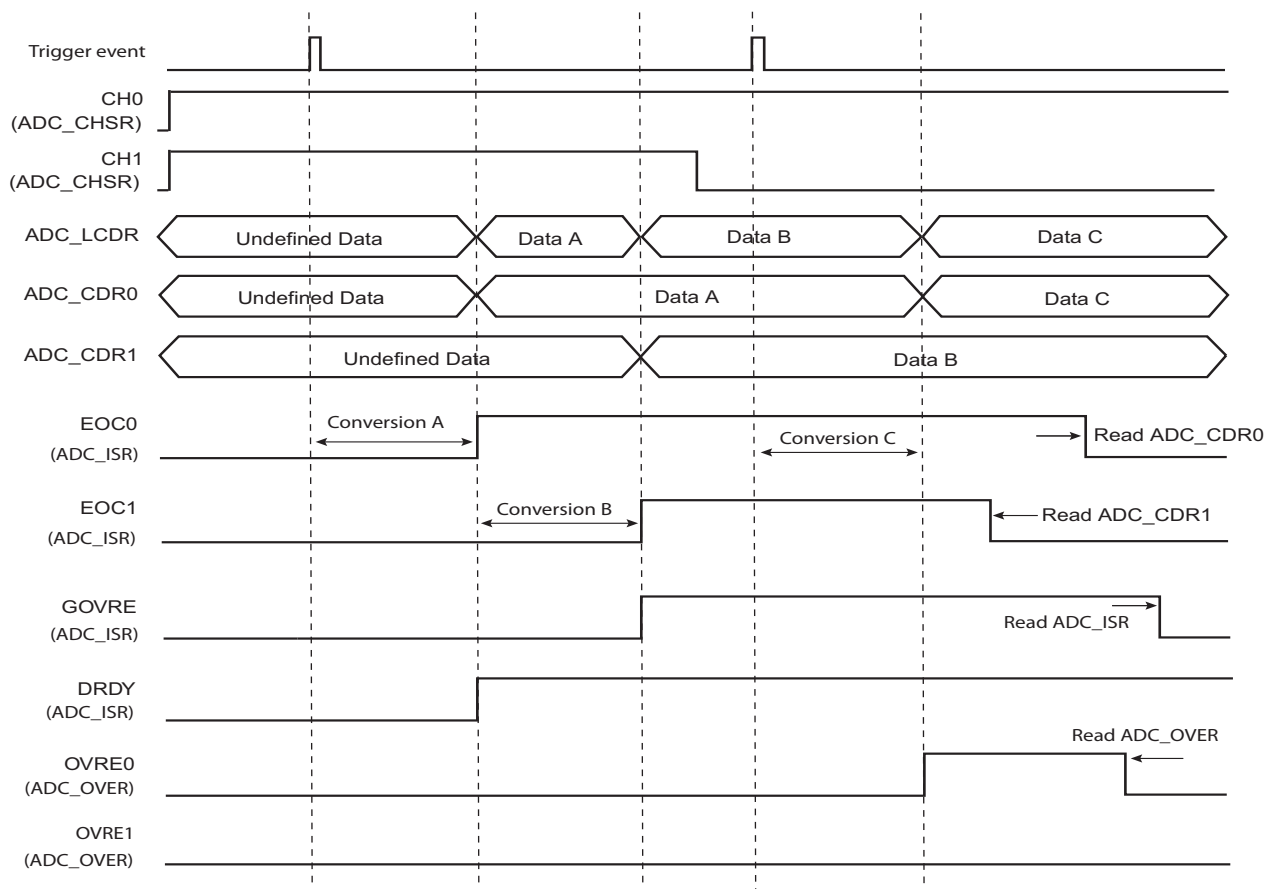 Trigger event
CH0
(ADC_CHSR)
CH1
(ADC_CHSR)
ADC_LCDR
Undefined Data
Data A
Data B
Data C
ADC_CDR0
Undefined Data
Data A
Data C
ADC_CDR1
Undefined Data
Data B
EOC0
(ADC_ISR)
Conversion A
Conversion C
Read ADC_CDR0
EOC1
(ADC_ISR)
Conversion B
Read ADC_CDR1
GOVRE
(ADC_ISR)
Read ADC_ISR
DRDY
(ADC_ISR)
Read ADC_OVER
OVRE0
(ADC_OVER)
OVRE1
(ADC_OVER)